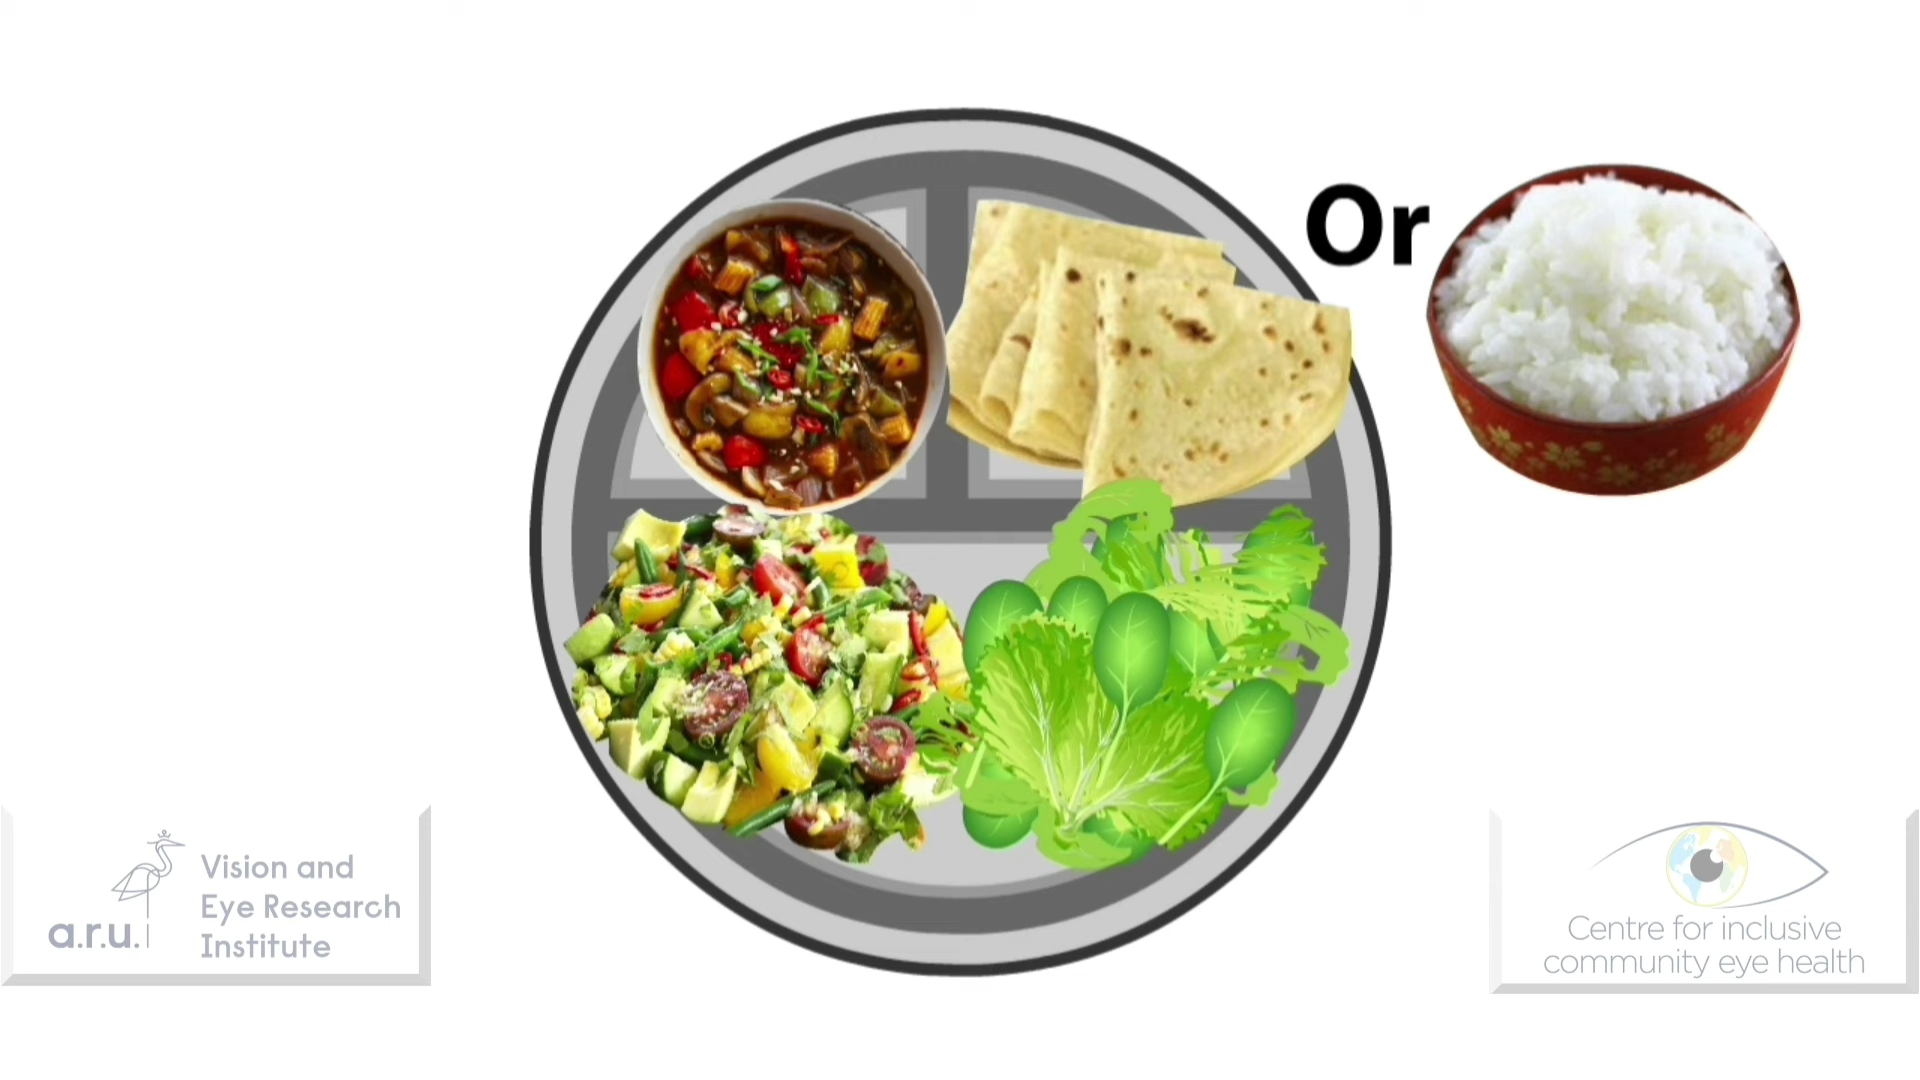 Or
a.r.u.
Vision and
Eye Research
Institute
Centre for inclusive
community eye health